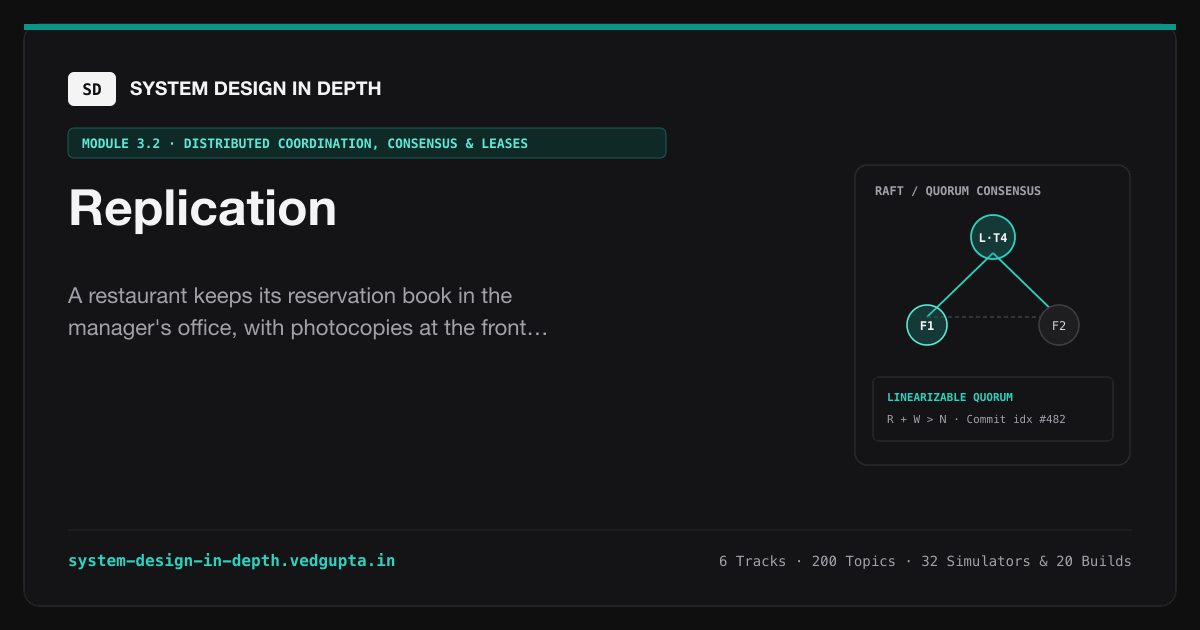 SD SYSTEM DESIGN IN DEPTH
MODULE 3.2 · DISTRIBUTED COORDINATION, CONSENSUS & LEASES
Replication
A restaurant keeps its reservation book in the
manager's office, with photocopies at the front…
RAFT / QUORUM CONSENSUS
L·T4
F1
F2
LINEARIZABLE QUORUM
R + W > N · Commit idx #482
system-design-in-depth.vedgupta.in
6 Tracks · 200 Topics · 32 Simulators & 20 Builds